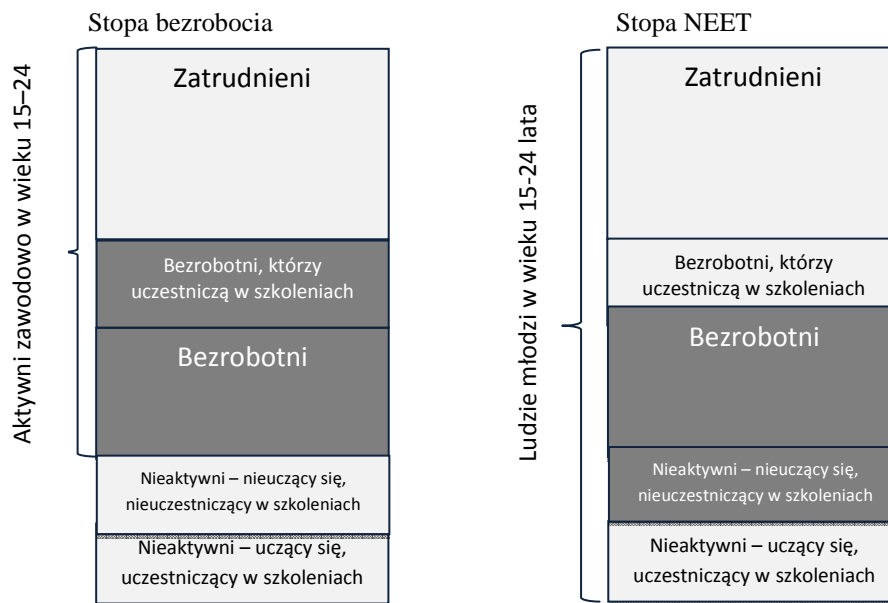 Stopa bezrobocia
Aktywni zawodowo w wieku 15–24
Zatrudnieni
Bezrobotni, którzy
uczestniczą w szkoleniach
Bezrobotni
Nieaktywni – nieuczący się,
nieuczestniczący w szkoleniach
Nieaktywni – uczący się,
uczestniczący w szkoleniach
Stopa NEET
Ludzie młodzi w wieku 15-24 lata
Zatrudnieni
Bezrobotni, którzy
uczestniczą w szkoleniach
Bezrobotni
Nieaktywni – nieuczący się,
nieuczestniczący w szkoleniach
Nieaktywni – uczący się,
uczestniczący w szkoleniach